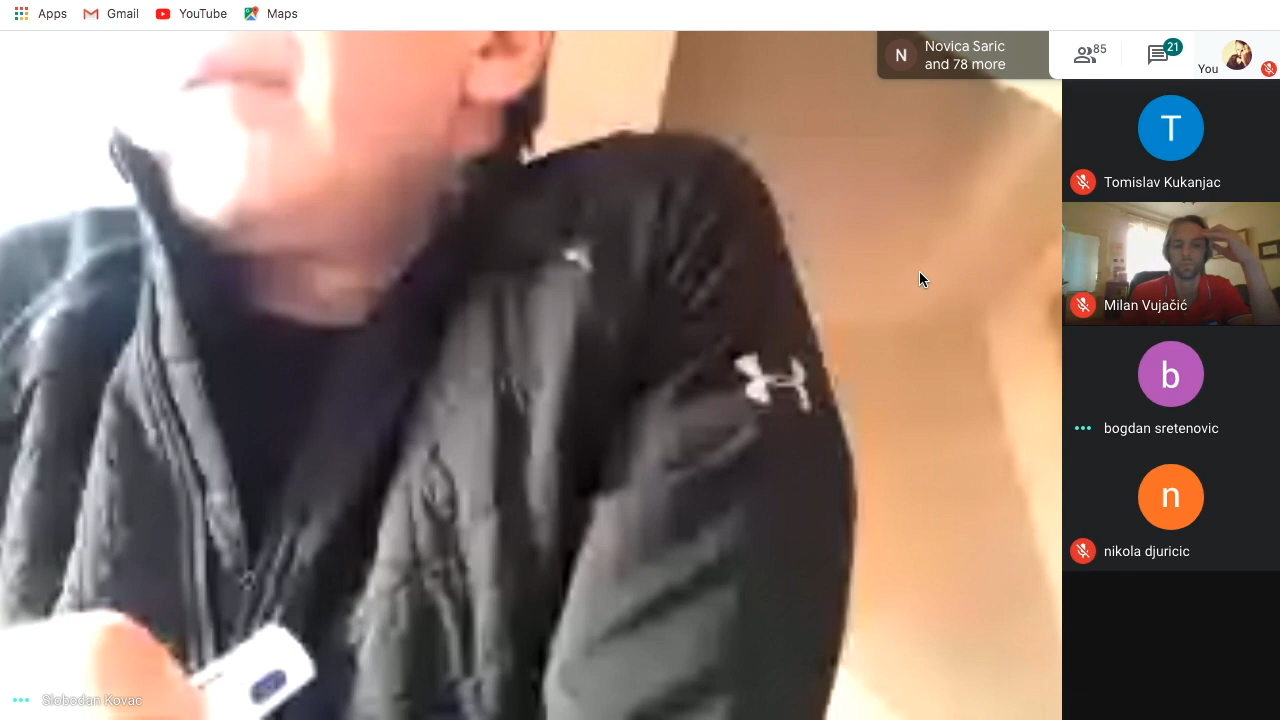 Apps Gmail YouTube Maps
N Novica Saric
and 78 more
85
21
You
T
Tomislav Kukanjac
Milan Vujačić
b
bogdan sretenovic
n
nikola djuricic
Slobodan Kovac